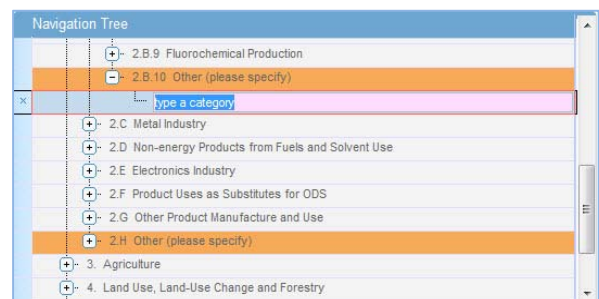 Navigation Tree
2.B.9 Fluorochemical Production
2.B.10 Other (please specify)
type a category
2.C Metal Industry
2.D Non-energy Products from Fuels and Solvent Use
2.E Electronics Industry
2.F Product Uses as Substitutes for ODS
2.G Other Product Manufacture and Use
2.H Other (please specify)
3. Agriculture
4. Land Use, Land-Use Change and Forestry